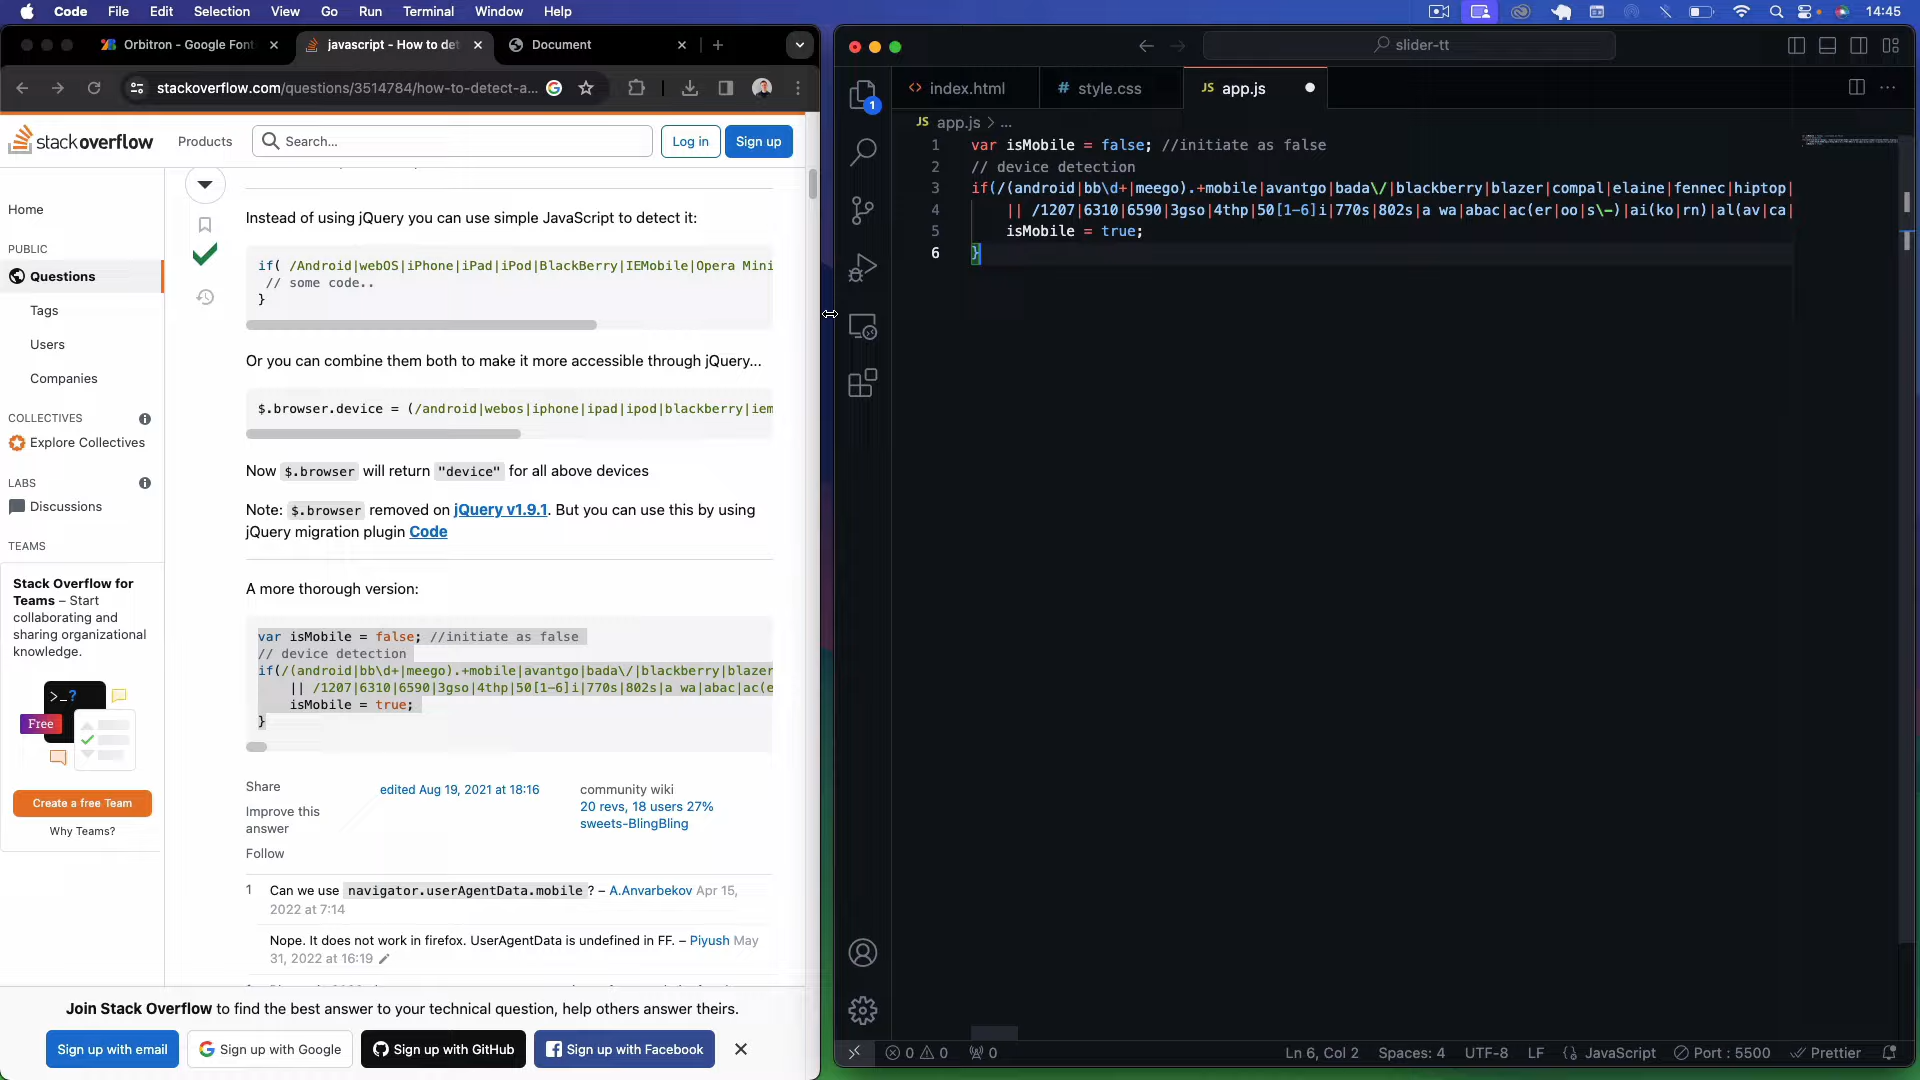 Code File Edit Selection View Go Run Terminal Window Help 14:45
Orbitron - Google Font
javascript - How to det
Document
stackoverflow.com/questions/3514784/how-to-detect-a...
stackoverflow
Products
Search...
Log in
Sign up
Home
PUBLIC
Questions
Tags
Users
Companies
COLLECTIVES
Explore Collectives
LABS
Discussions
TEAMS
Stack Overflow for
Teams – Start
collaborating and
sharing organizational
knowledge.
>_?
Free
Create a free Team
Why Teams?
Instead of using jQuery you can use simple JavaScript to detect it:
if( /Android|webOS|iPhone|iPad|iPod|BlackBerry|IEMobile|Opera Mini
// some code..
}
Or you can combine them both to make it more accessible through jQuery...
$.browser.device = (/android|webos|iphone|ipad|ipod|blackberry|iem
Now $.browser will return "device" for all above devices
Note: $.browser removed on jQuery v1.9.1. But you can use this by using
jQuery migration plugin Code
A more thorough version:
var isMobile = false; //initiate as false
// device detection
if(/(android|bb\d+|meego).+mobile|avantgo|bada\/|blackberry|blazer
|| /1207|6310|6590|3gso|4thp|50[1-6]i|770s|802s|a wa|abac|ac(e
isMobile = true;
}
Share
Improve this
answer
Follow
edited Aug 19, 2021 at 18:16
community wiki
20 revs, 18 users 27%
sweets-BlingBling
1 Can we use navigator.userAgentData.mobile ? – A.Anvarbekov Apr 15,
2022 at 7:14
Nope. It does not work in firefox. UserAgentData is undefined in FF. – Piyush May
31, 2022 at 16:19
Join Stack Overflow to find the best answer to your technical question, help others answer theirs.
Sign up with email
Sign up with Google
Sign up with GitHub
Sign up with Facebook
slider-tt
index.html
# style.css
JS app.js
JS app.js > ...
1
1 var isMobile = false; //initiate as false
2 // device detection
3 if(/(android|bb\d+|meego).+mobile|avantgo|bada\/|blackberry|blazer|compal|elaine|fennec|hiptop|
4 || /1207|6310|6590|3gso|4thp|50[1-6]i|770s|802s|a wa|abac|ac(er|oo|s\-)|ai(ko|rn)|al(av|ca|
5 isMobile = true;
6 }
0 0 0
Ln 6, Col 2 Spaces: 4 UTF-8 LF {} JavaScript Port : 5500 Prettier